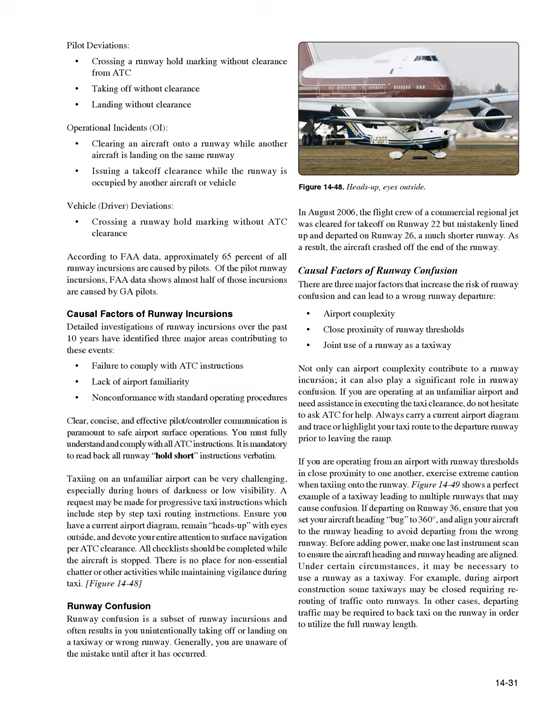 Pilot Deviations:
• Crossing a runway hold marking without clearance
from ATC
• Taking off without clearance
• Landing without clearance
Operational Incidents (OI):
• Clearing an aircraft onto a runway while another
aircraft is landing on the same runway
• Issuing a takeoff clearance while the runway is
occupied by another aircraft or vehicle
Vehicle (Driver) Deviations:
• Crossing a runway hold marking without ATC
clearance
According to FAA data, approximately 65 percent of all
runway incursions are caused by pilots. Of the pilot runway
incursions, FAA data shows almost half of those incursions
are caused by GA pilots.
Causal Factors of Runway Incursions
Detailed investigations of runway incursions over the past
10 years have identified three major areas contributing to
these events:
• Failure to comply with ATC instructions
• Lack of airport familiarity
• Nonconformance with standard operating procedures
Clear, concise, and effective pilot/controller communication is
paramount to safe airport surface operations. You must fully
understand and comply with all ATC instructions. It is mandatory
to read back all runway “hold short” instructions verbatim.
Taxiing on an unfamiliar airport can be very challenging,
especially during hours of darkness or low visibility. A
request may be made for progressive taxi instructions which
include step by step taxi routing instructions. Ensure you
have a current airport diagram, remain “heads-up” with eyes
outside, and devote your entire attention to surface navigation
per ATC clearance. All checklists should be completed while
the aircraft is stopped. There is no place for non-essential
chatter or other activities while maintaining vigilance during
taxi. [Figure 14-48]
Runway Confusion
Runway confusion is a subset of runway incursions and
often results in you unintentionally taking off or landing on
a taxiway or wrong runway. Generally, you are unaware of
the mistake until after it has occurred.
Figure 14-48. Heads-up, eyes outside.
In August 2006, the flight crew of a commercial regional jet
was cleared for takeoff on Runway 22 but mistakenly lined
up and departed on Runway 26, a much shorter runway. As
a result, the aircraft crashed off the end of the runway.
Causal Factors of Runway Confusion
There are three major factors that increase the risk of runway
confusion and can lead to a wrong runway departure:
• Airport complexity
• Close proximity of runway thresholds
• Joint use of a runway as a taxiway
Not only can airport complexity contribute to a runway
incursion; it can also play a significant role in runway
confusion. If you are operating at an unfamiliar airport and
need assistance in executing the taxi clearance, do not hesitate
to ask ATC for help. Always carry a current airport diagram
and trace or highlight your taxi route to the departure runway
prior to leaving the ramp.
If you are operating from an airport with runway thresholds
in close proximity to one another, exercise extreme caution
when taxiing onto the runway. Figure 14-49 shows a perfect
example of a taxiway leading to multiple runways that may
cause confusion. If departing on Runway 36, ensure that you
set your aircraft heading “bug” to 360°, and align your aircraft
to the runway heading to avoid departing from the wrong
runway. Before adding power, make one last instrument scan
to ensure the aircraft heading and runway heading are aligned.
Under certain circumstances, it may be necessary to
use a runway as a taxiway. For example, during airport
construction some taxiways may be closed requiring re-
routing of traffic onto runways. In other cases, departing
traffic may be required to back taxi on the runway in order
to utilize the full runway length.
14-31